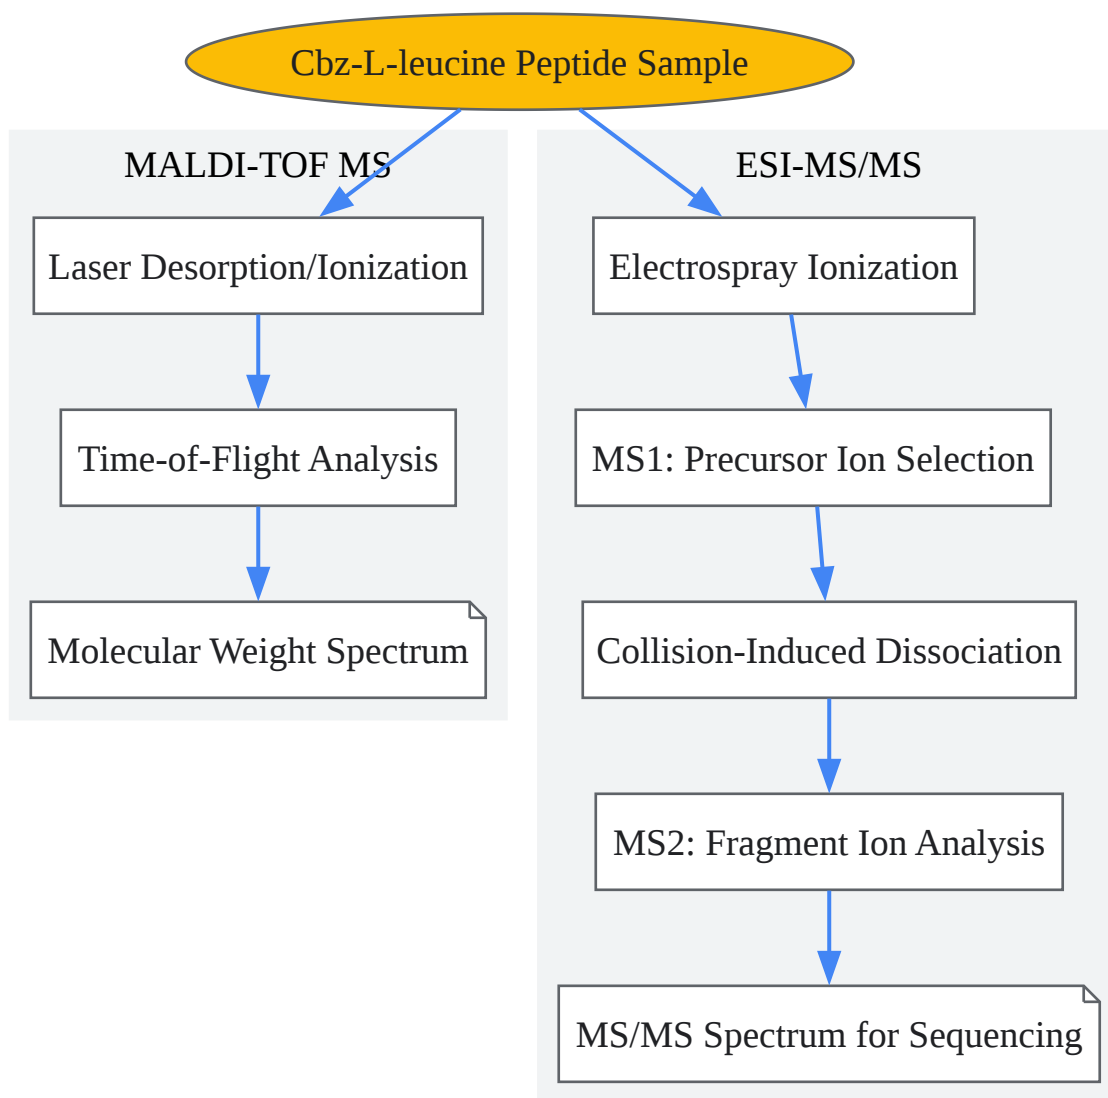 Cbz-L-leucine Peptide Sample
MALDI-TOF MS
Laser Desorption/Ionization
Time-of-Flight Analysis
Molecular Weight Spectrum
ESI-MS/MS
Electrospray Ionization
MS1: Precursor Ion Selection
Collision-Induced Dissociation
MS2: Fragment Ion Analysis
MS/MS Spectrum for Sequencing